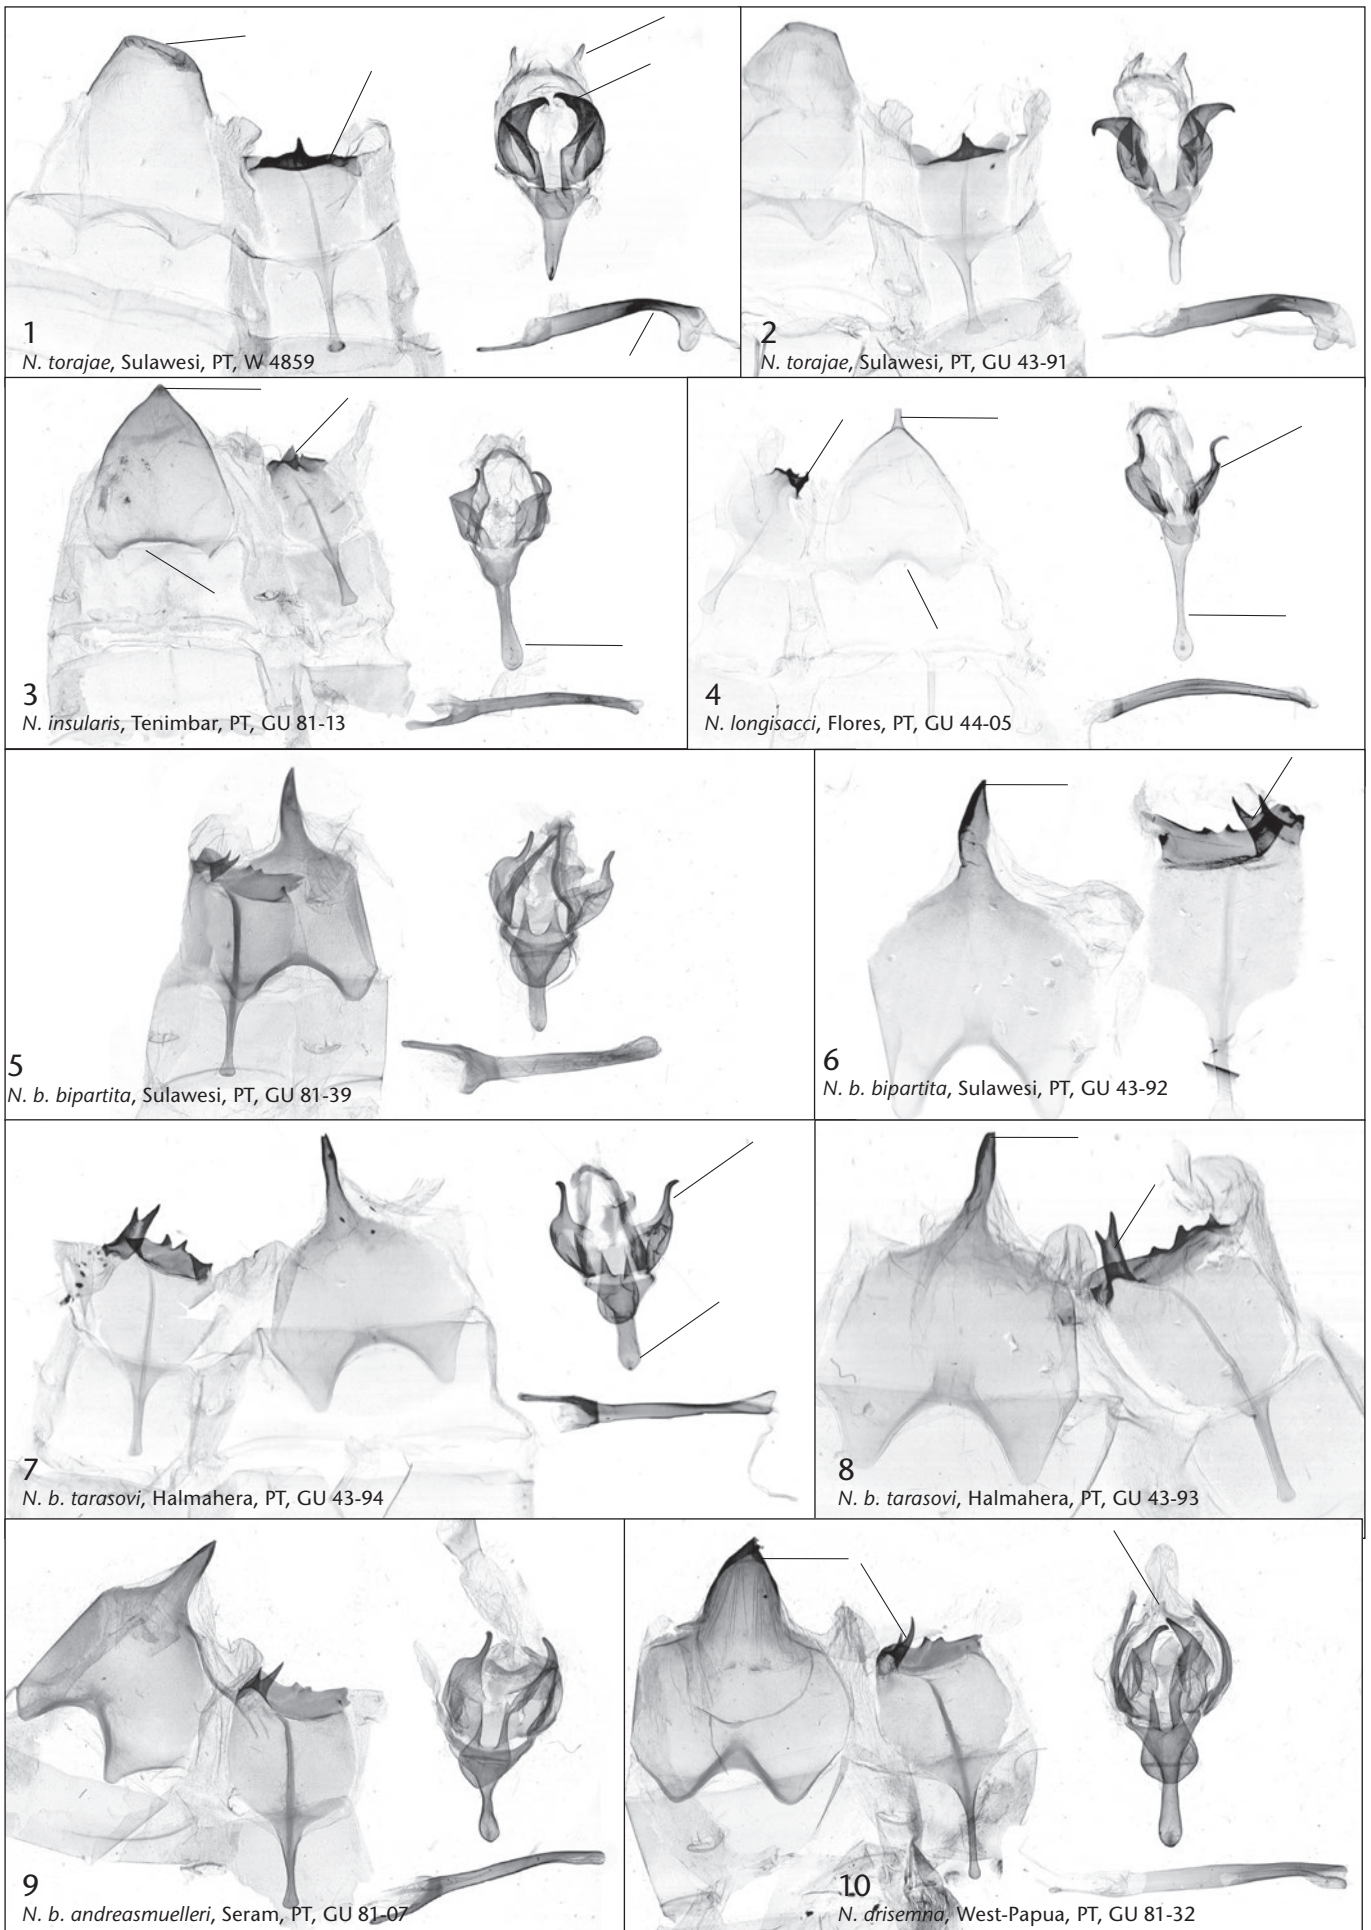 1
N. torajae, Sulawesi, PT, W 4859
2
N. torajae, Sulawesi, PT, GU 43-91
3
N. insularis, Tenimbar, PT, GU 81-13
4
N. longisacci, Flores, PT, GU 44-05
5
N. b. bipartita, Sulawesi, PT, GU 81-39
6
N. b. bipartita, Sulawesi, PT, GU 43-92
7
N. b. tarasovi, Halmahera, PT, GU 43-94
8
N. b. tarasovi, Halmahera, PT, GU 43-93
9
N. b. andreasmuelleri, Seram, PT, GU 81-07
10
N. drisemna, West-Papua, PT, GU 81-32